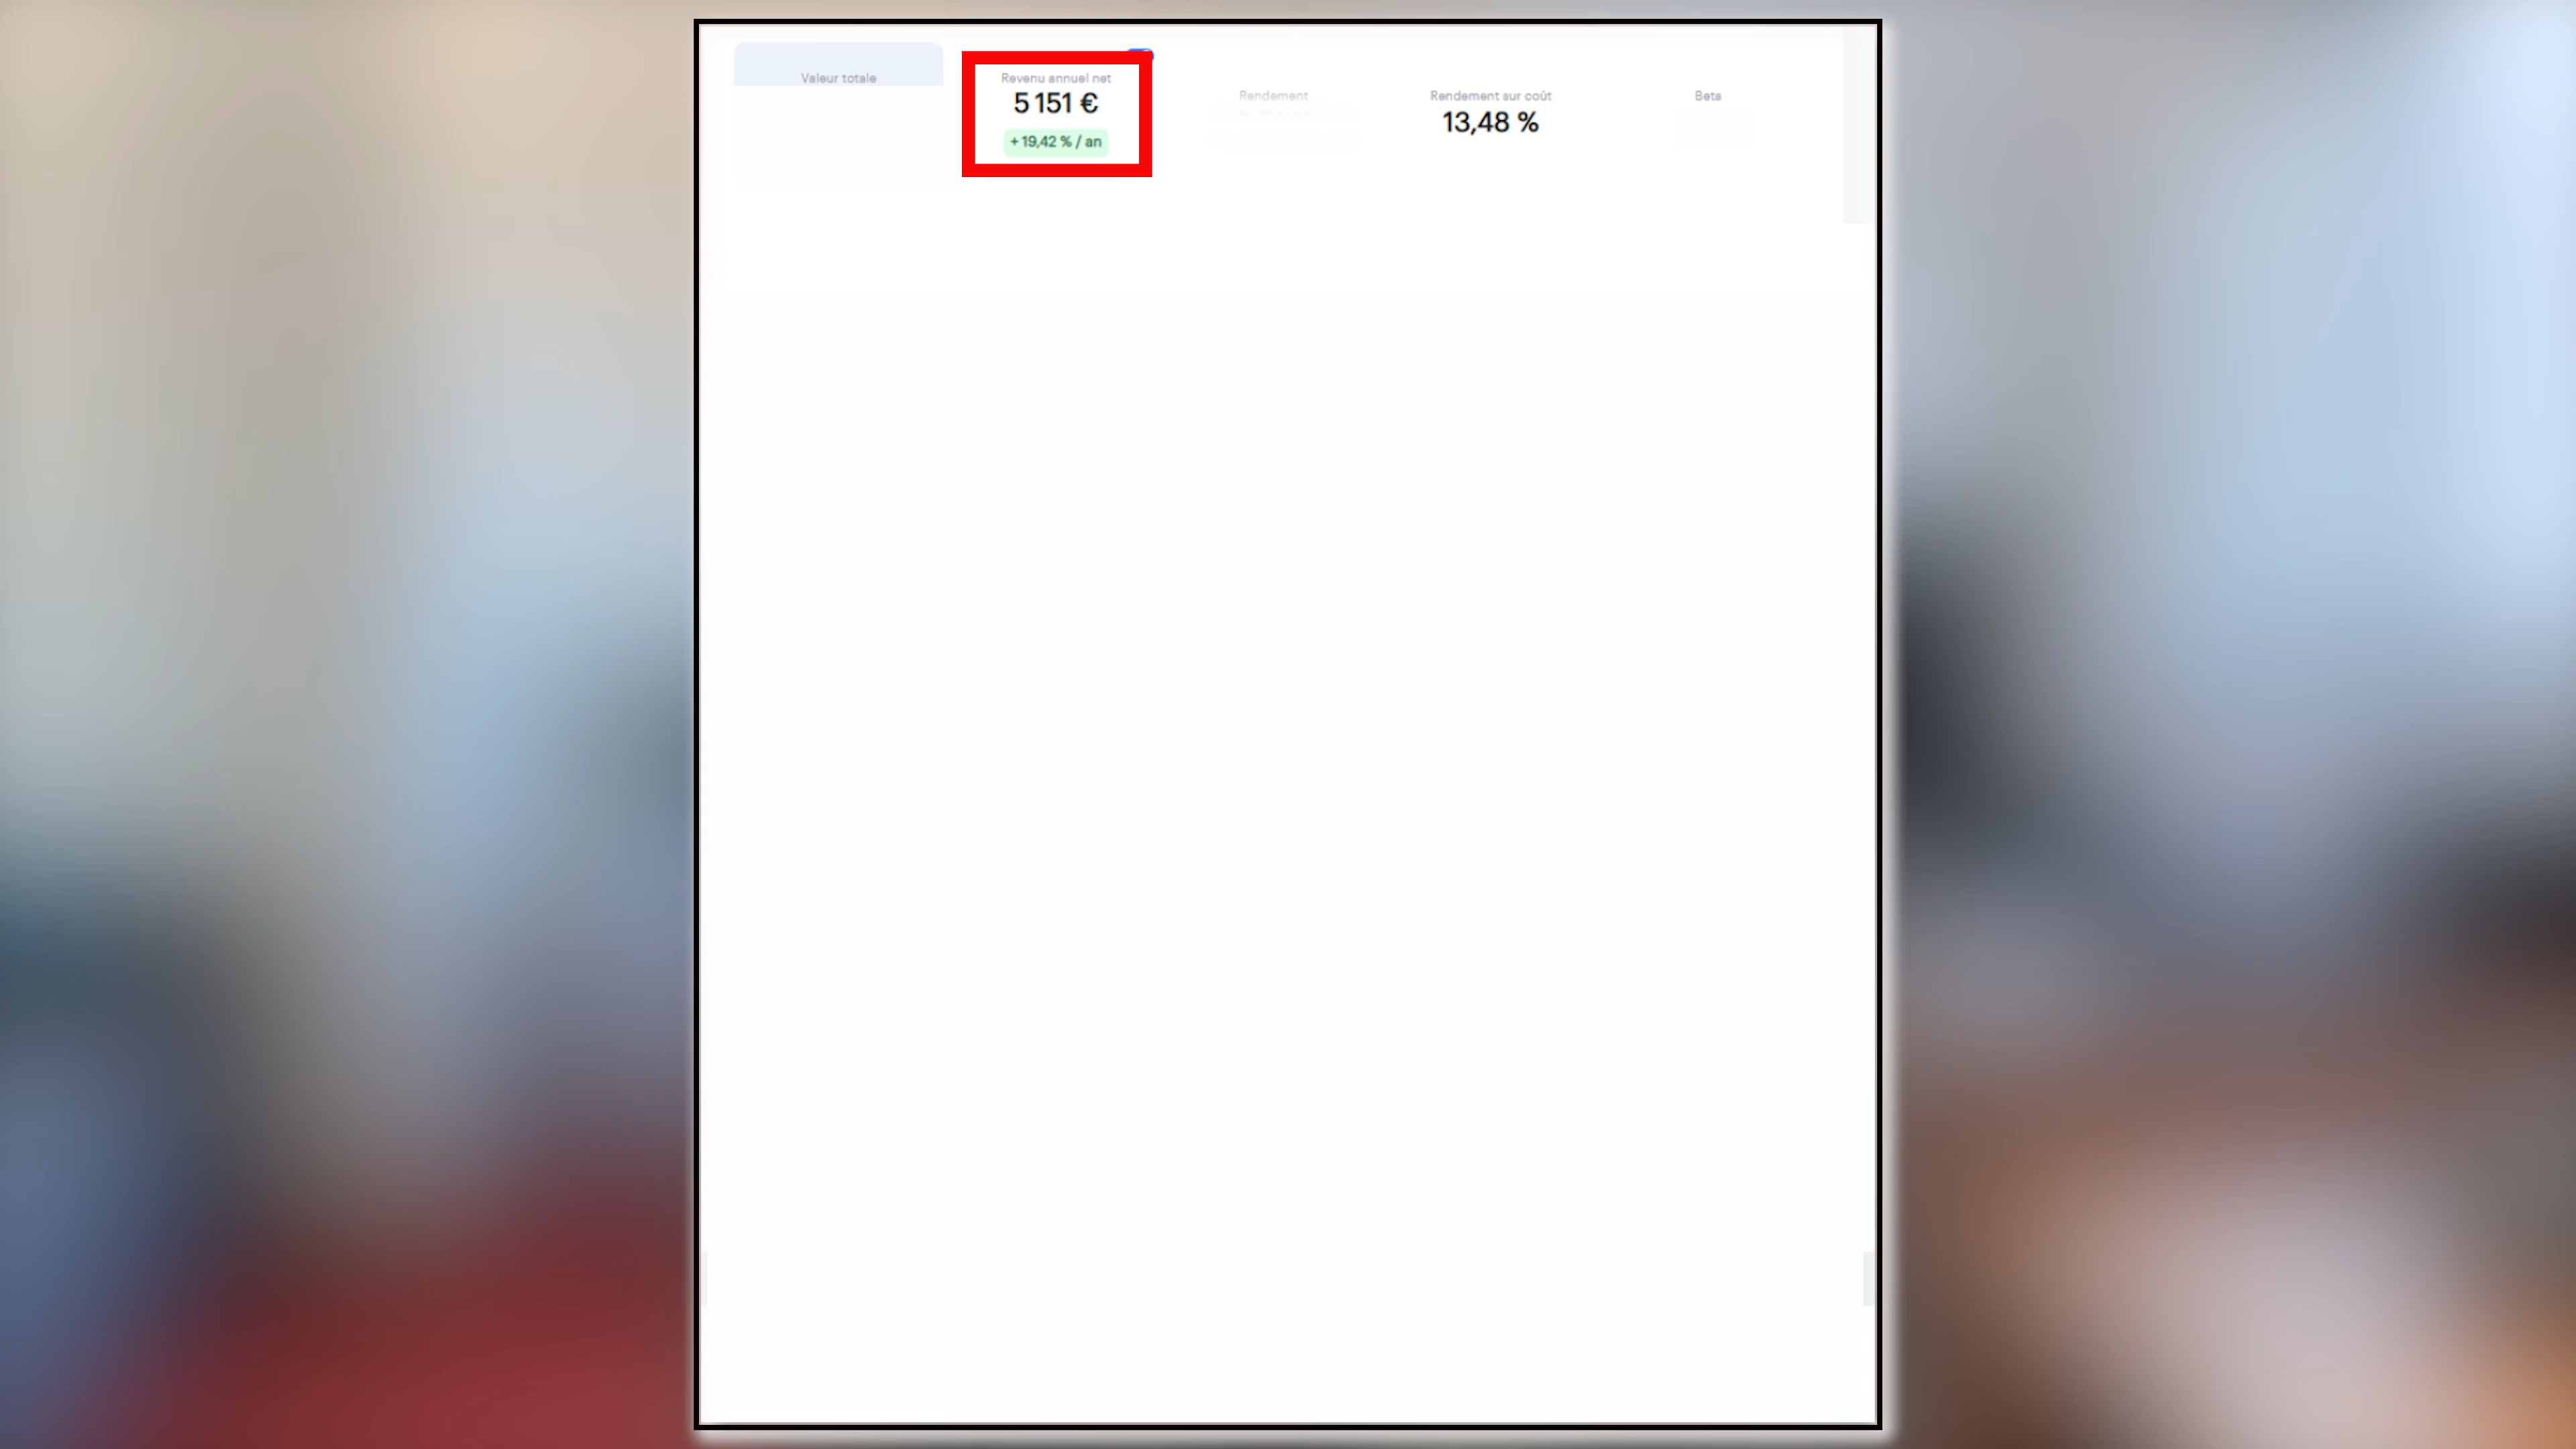 Valeur totale
Revenu annuel net
5 151 €
+ 19,42 % / an
Rendement
Rendement sur coût
13,48 %
Beta